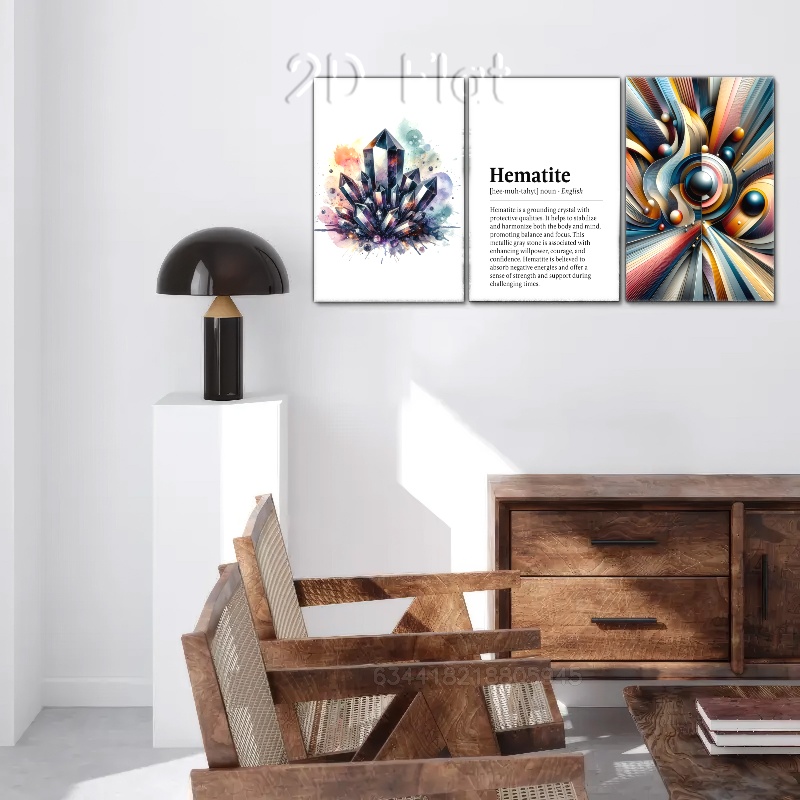 2D Flat
Hematite
[hee-muh-tahyt] noun · English
Hematite is a grounding crystal with
protective qualities. It helps to stabilize
and harmonize both the body and mind,
promoting balance and focus. This
metallic gray stone is associated with
enhancing willpower, courage, and
confidence. Hematite is believed to
absorb negative energies and offer a
sense of strength and support during
challenging times.